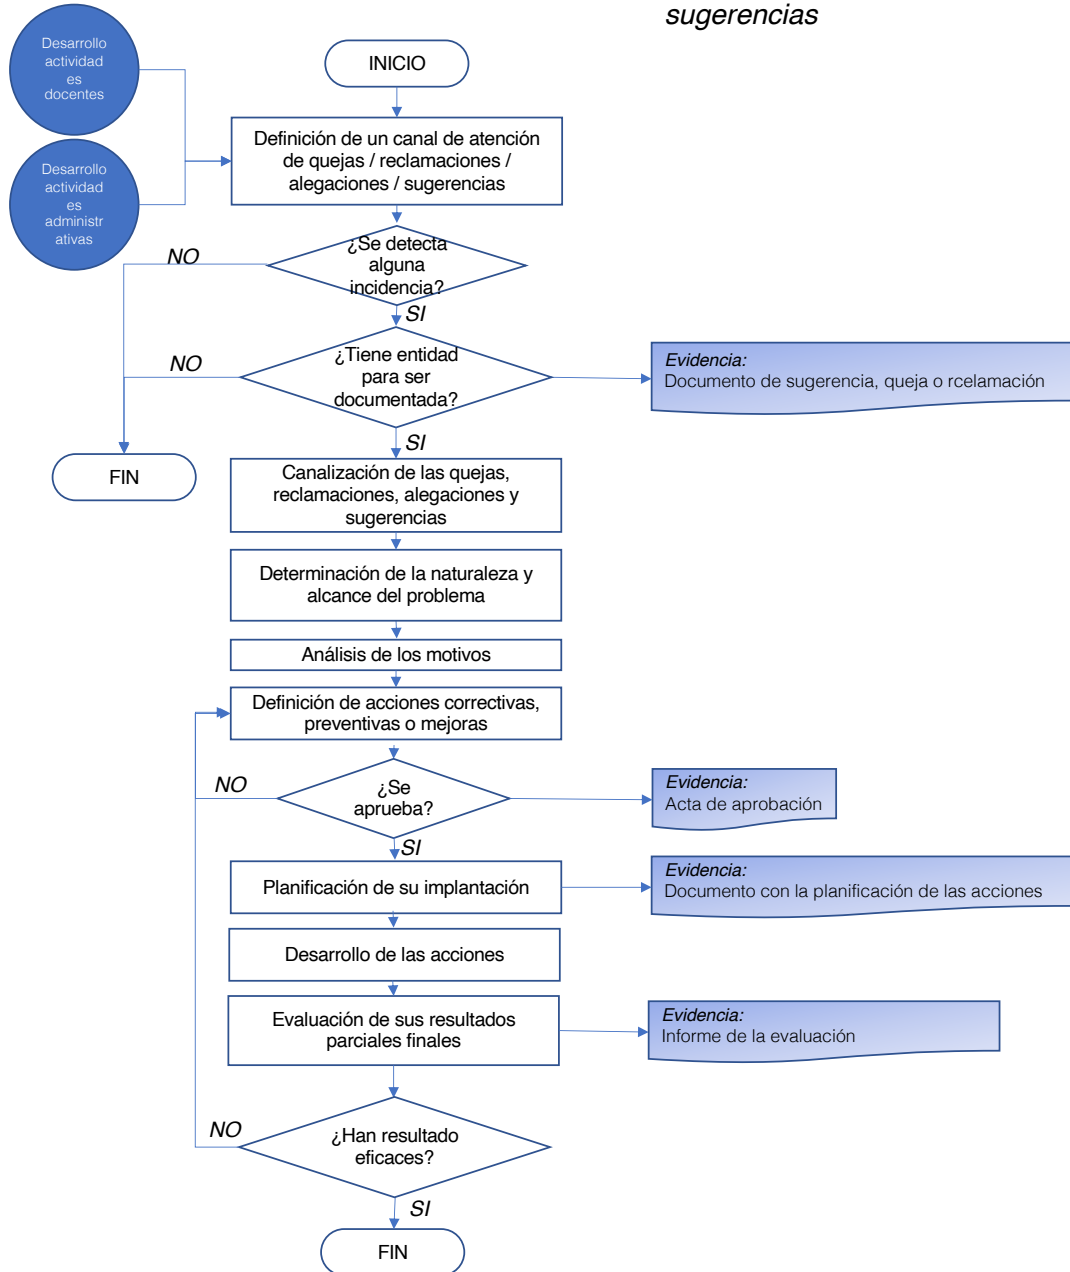 sugerencias
Desarrollo
actividad
es
docentes
INICIO
Definición de un canal de atención
de quejas / reclamaciones /
alegaciones / sugerencias
Desarrollo
actividad
es
administr
ativas
¿Se detecta
alguna
incidencia?
NO
SI
¿Tiene entidad
para ser
documentada?
NO
Evidencia:
Documento de sugerencia, queja o rcelamación
SI
FIN
Canalización de las quejas,
reclamaciones, alegaciones y
sugerencias
Determinación de la naturaleza y
alcance del problema
Análisis de los motivos
Definición de acciones correctivas,
preventivas o mejoras
NO
¿Se
aprueba?
Evidencia:
Acta de aprobación
SI
Planificación de su implantación
Evidencia:
Documento con la planificación de las acciones
Desarrollo de las acciones
Evaluación de sus resultados
parciales finales
Evidencia:
Informe de la evaluación
NO
¿Han resultado
eficaces?
SI
FIN